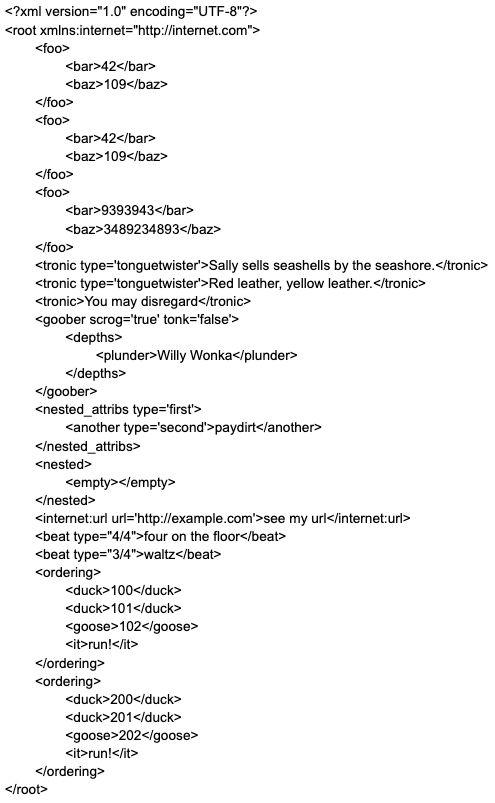 <?xml version="1.0" encoding="UTF-8"?>
<root xmlns:internet="http://internet.com">
<foo>
<bar>42</bar>
<baz>109</baz>
</foo>
<foo>
<bar>42</bar>
<baz>109</baz>
</foo>
<foo>
<bar>9393943</bar>
<baz>3489234893</baz>
</foo>
<tronic type='tonguetwister'>Sally sells seashells by the seashore.</tronic>
<tronic type='tonguetwister'>Red leather, yellow leather.</tronic>
<tronic>You may disregard</tronic>
<goober scrog='true' tonk='false'>
<depths>
<plunder>Willy Wonka</plunder>
</depths>
</goober>
<nested_attribs type='first'>
<another type='second'>paydirt</another>
</nested_attribs>
<nested>
<empty></empty>
</nested>
<internet:url url='http://example.com'>see my url</internet:url>
<beat type="4/4">four on the floor</beat>
<beat type="3/4">waltz</beat>
<ordering>
<duck>100</duck>
<duck>101</duck>
<goose>102</goose>
<it>run!</it>
</ordering>
<ordering>
<duck>200</duck>
<duck>201</duck>
<goose>202</goose>
<it>run!</it>
</ordering>
</root>